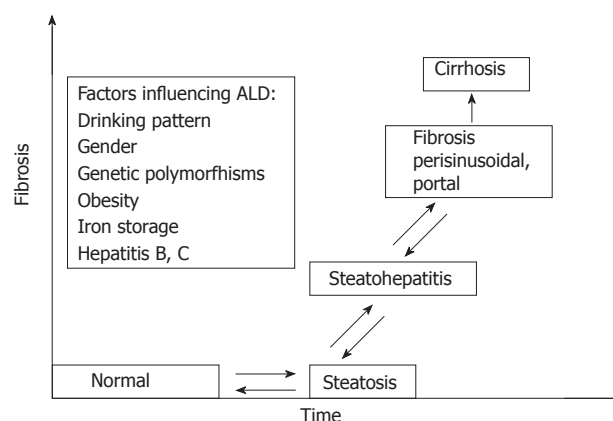 Fibrosis
Factors influencing ALD:
Drinking pattern
Gender
Genetic polymorfhisms
Obesity
Iron storage
Hepatitis B, C
Cirrhosis
Fibrosis
perisinusoidal,
portal
Steatohepatitis
Normal
Steatosis
Time